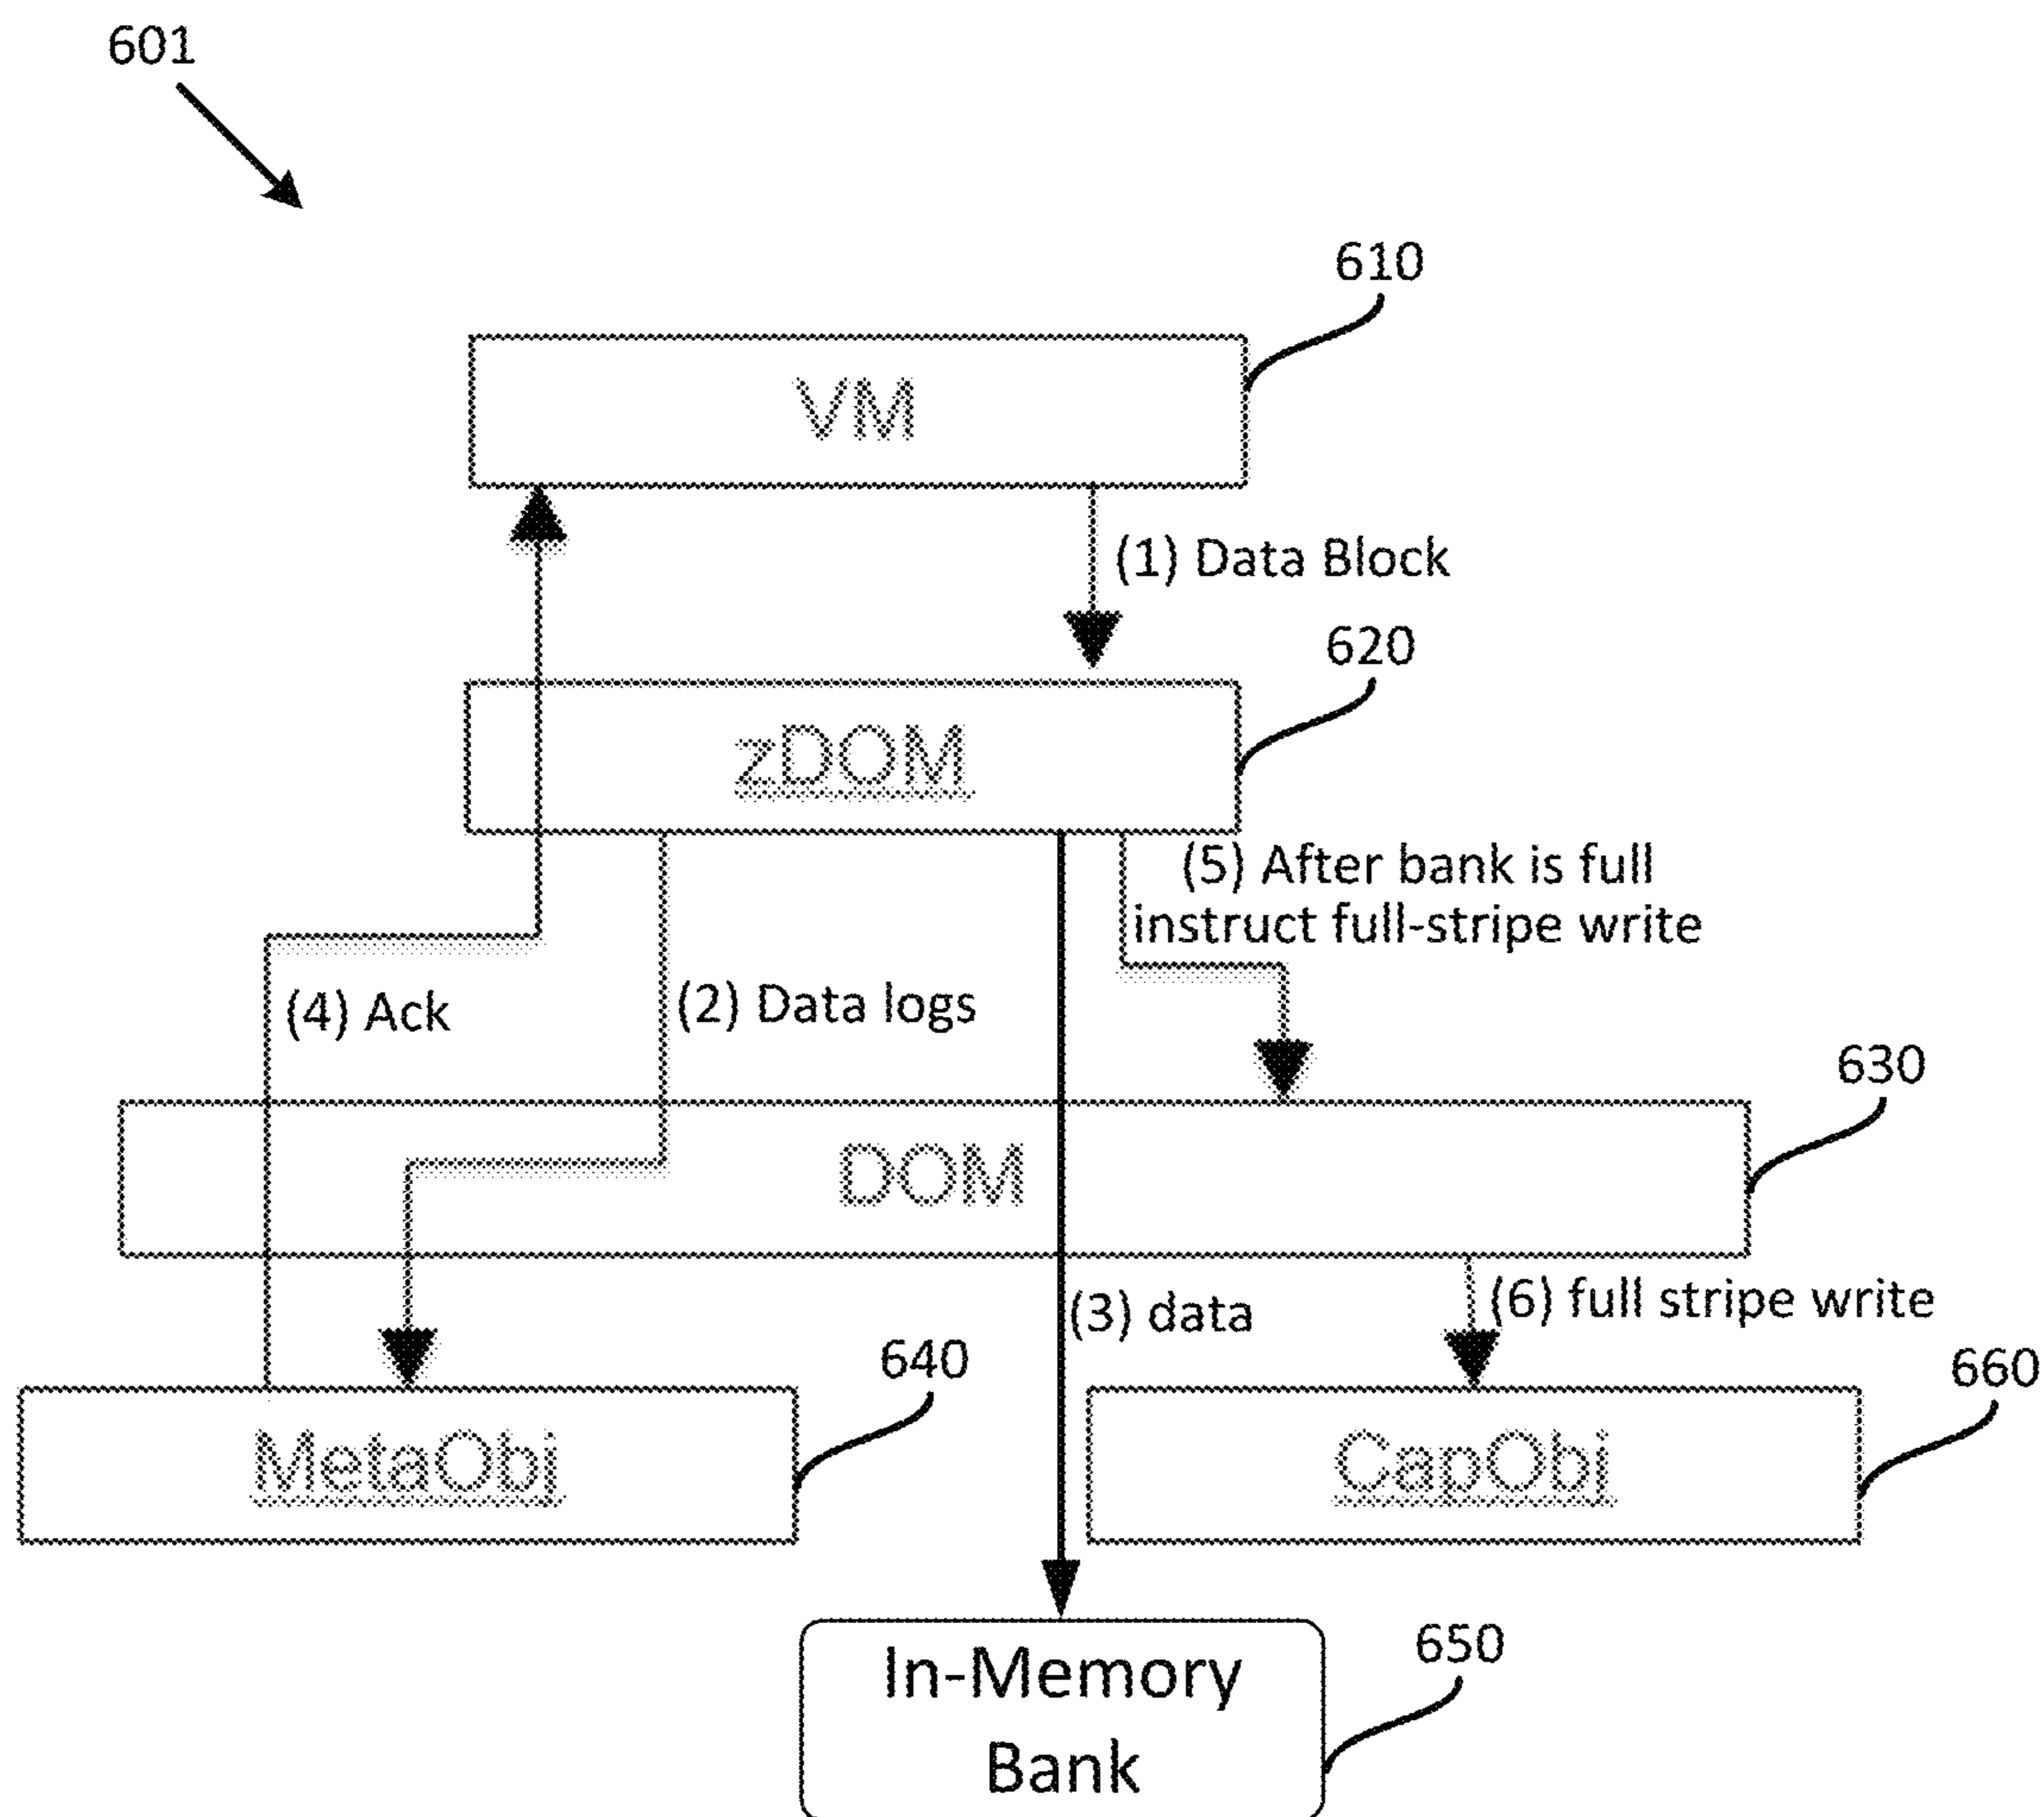 601
610
VM
(1) Data Block
620
zDOM
(5) After bank is full
instruct full-stripe write
(4) Ack
(2) Data logs
630
DOM
(3) data
(6) full stripe write
640
660
MetaObj
CapObj
650
In-Memory
Bank